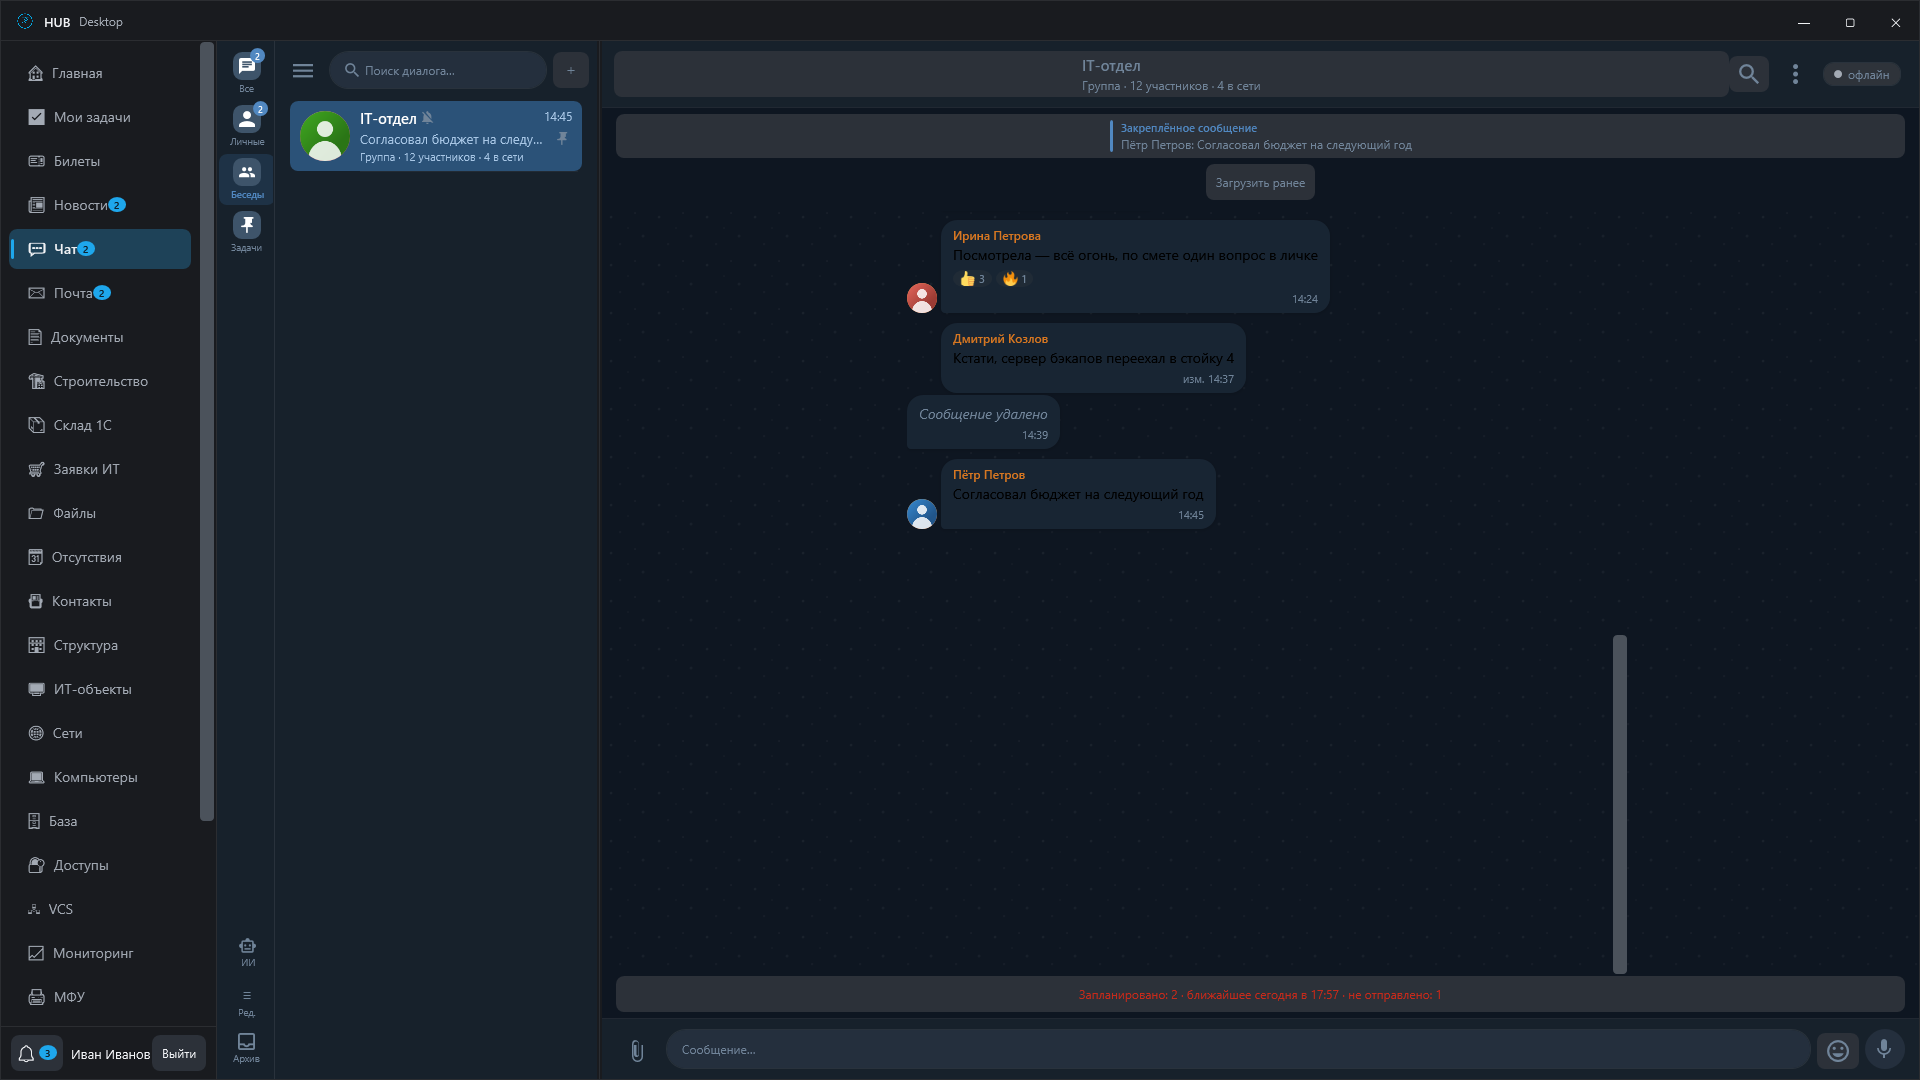 HUB Desktop
Главная
Мои задачи
Билеты
Новости 2
Чат 2
Почта 2
Документы
Строительство
Склад 1С
Заявки ИТ
Файлы
Отсутствия
Контакты
Структура
ИТ-объекты
Сети
Компьютеры
База
Доступы
VCS
Мониторинг
МФУ
3 Иван Иванов Выйти
2
Все
2
Личные
Беседы
Задачи
ИИ
Ред.
Архив
Поиск диалога...
+
IT-отдел 14:45
Согласовал бюджет на следу...
Группа · 12 участников · 4 в сети
IT-отдел
Группа · 12 участников · 4 в сети
офлайн
Закреплённое сообщение
Пётр Петров: Согласовал бюджет на следующий год
Загрузить ранее
Ирина Петрова
Посмотрела — всё огонь, по смете один вопрос в личке
👍 3 🔥 1
14:24
Дмитрий Козлов
Кстати, сервер бэкапов переехал в стойку 4
изм. 14:37
Сообщение удалено
14:39
Пётр Петров
Согласовал бюджет на следующий год
14:45
Запланировано: 2 · ближайшее сегодня в 17:57 · не отправлено: 1
Сообщение...